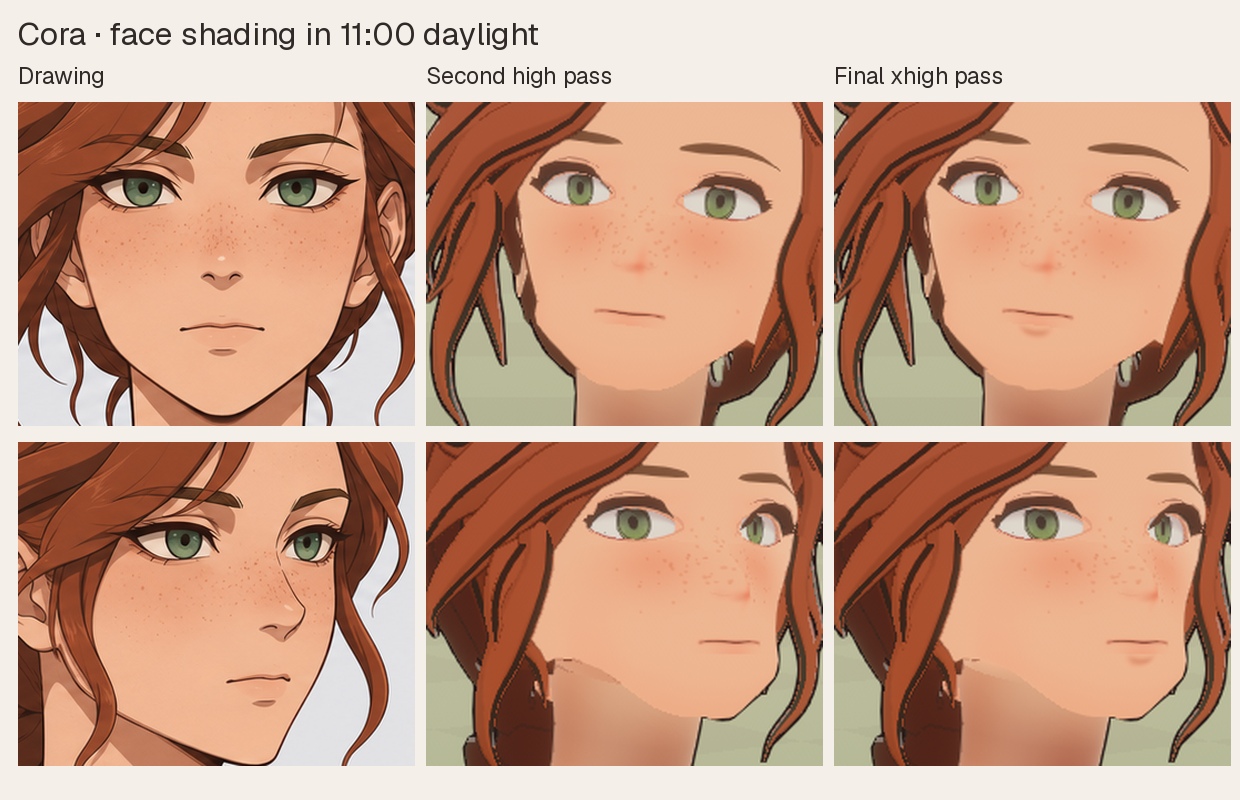 Cora · face shading in 11:00 daylight
Drawing
Second high pass
Final xhigh pass